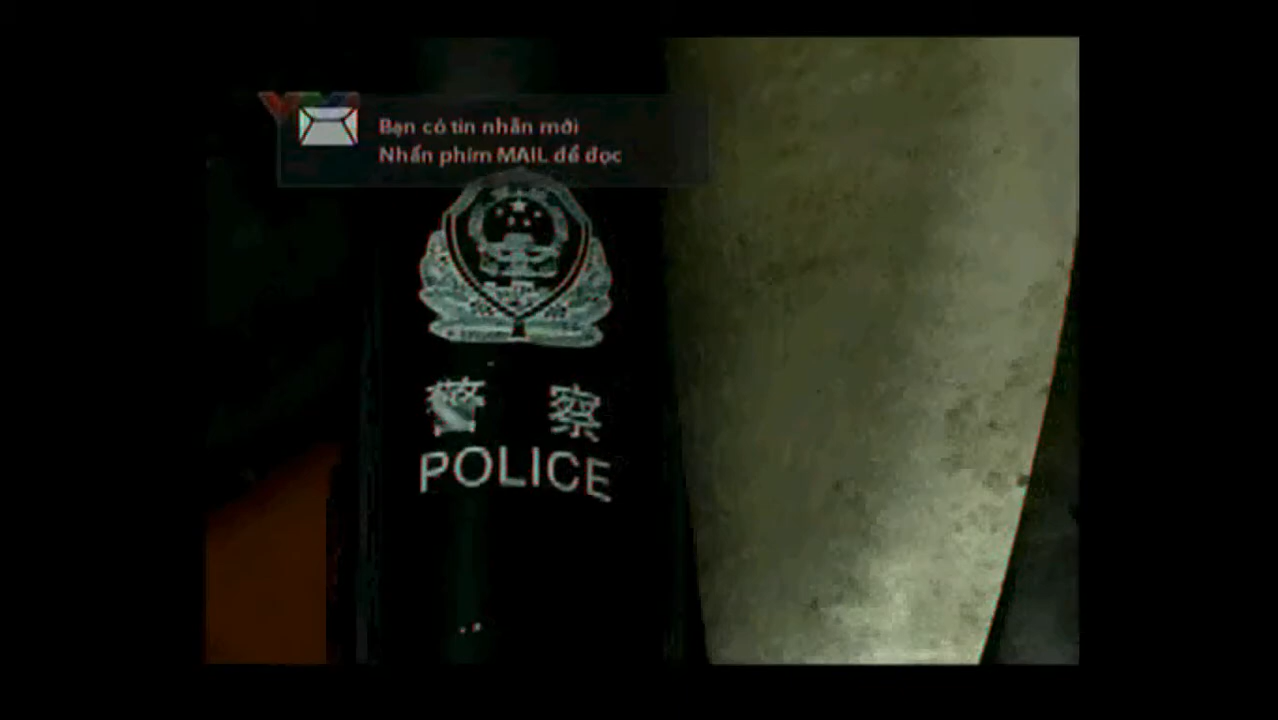 Bạn có tin nhắn mới
Nhấn phím MAIL để đọc
警 察
POLICE